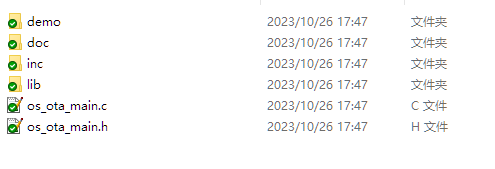 demo 2023/10/26 17:47 文件夹
doc 2023/10/26 17:47 文件夹
inc 2023/10/26 17:47 文件夹
lib 2023/10/26 17:47 文件夹
os_ota_main.c 2023/10/26 17:47 C 文件
os_ota_main.h 2023/10/26 17:47 H 文件